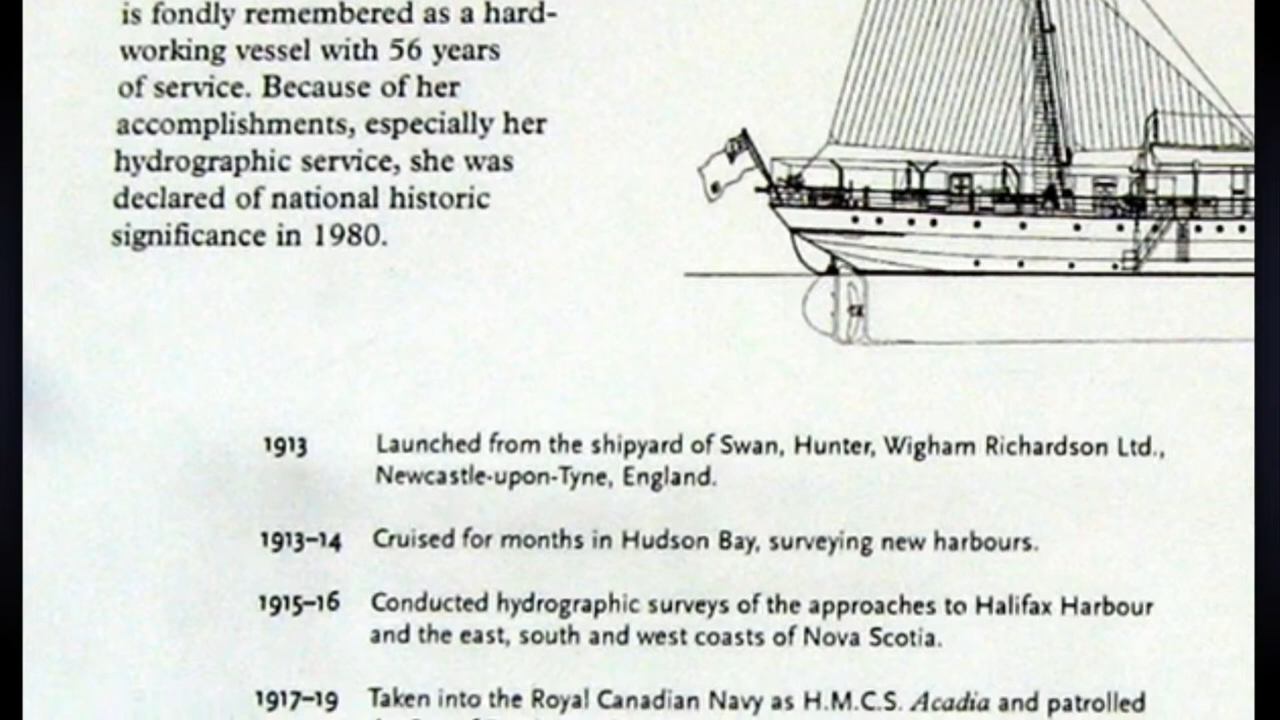 is fondly remembered as a hard-
working vessel with 56 years
of service. Because of her
accomplishments, especially her
hydrographic service, she was
declared of national historic
significance in 1980.
1913 Launched from the shipyard of Swan, Hunter, Wigham Richardson Ltd.,
Newcastle-upon-Tyne, England.
1913–14 Cruised for months in Hudson Bay, surveying new harbours.
1915–16 Conducted hydrographic surveys of the approaches to Halifax Harbour
and the east, south and west coasts of Nova Scotia.
1917–19 Taken into the Royal Canadian Navy as H.M.C.S. Acadia and patrolled